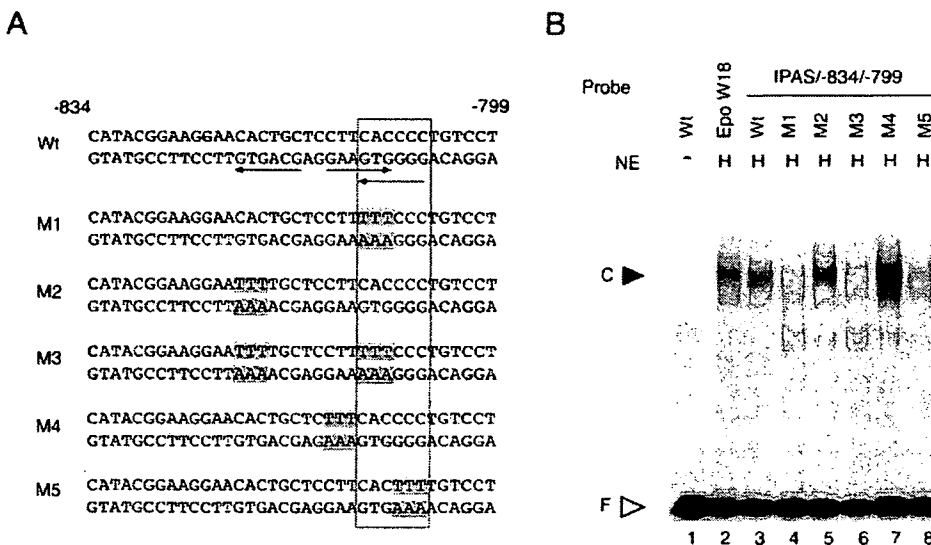 A
-834 -799
Wt
CATACGGAAGGAACACTGCTCCTTCACCCCTGTCCT
GTATGCCTTCCTTGTGACGAGGAAGTGGGGACAGGA
M1
CATACGGAAGGAACACTGCTCCTTTTTCCCTGTCCT
GTATGCCTTCCTTGTGACGAGGAAAAAGGGACAGGA
M2
CATACGGAAGGAATTTTGCTCCTTCACCCCTGTCCT
GTATGCCTTCCTTAAAACGAGGAAGTGGGGACAGGA
M3
CATACGGAAGGAATTTTGCTCCTTTTTCCCTGTCCT
GTATGCCTTCCTTAAAACGAGGAAAAAGGGACAGGA
M4
CATACGGAAGGAACACTGCTCTTTCACCCCTGTCCT
GTATGCCTTCCTTGTGACGAGAAAGTGGGGACAGGA
M5
CATACGGAAGGAACACTGCTCCTTCACTTTTGTCCT
GTATGCCTTCCTTGTGACGAGGAAGTGAAAACAGGA
B
IPAS/-834/-799
Probe
Wt Epo W18 Wt M1 M2 M3 M4 M5
NE - H H H H H H H
C
F
1 2 3 4 5 6 7 8